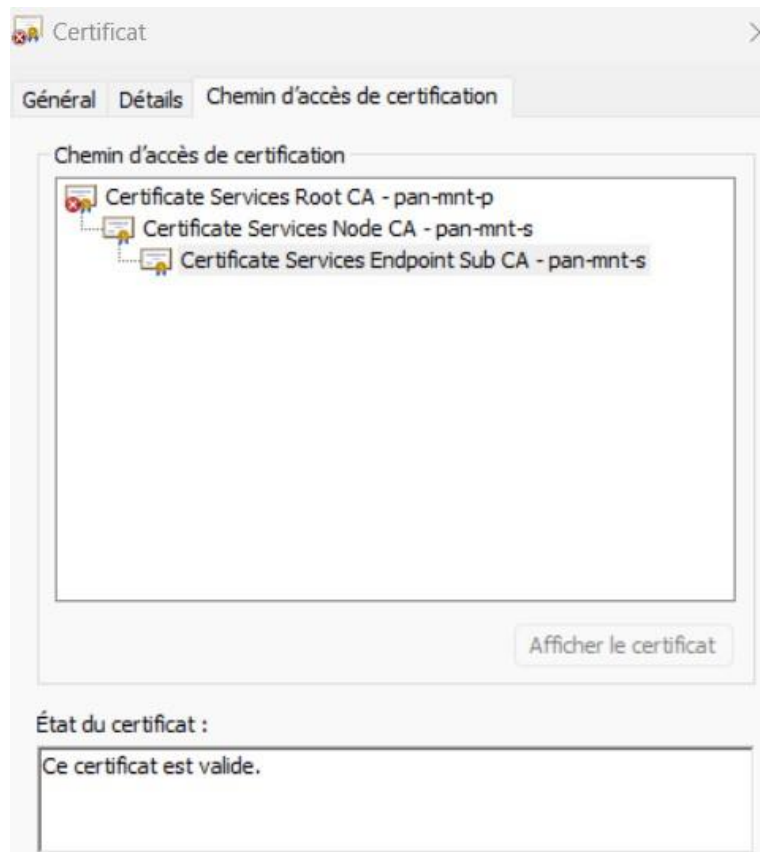 Certificat
Général Détails Chemin d'accès de certification
Chemin d'accès de certification
Certificate Services Root CA - pan-mnt-p
Certificate Services Node CA - pan-mnt-s
Certificate Services Endpoint Sub CA - pan-mnt-s
Afficher le certificat
État du certificat :
Ce certificat est valide.